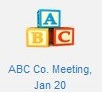 A
B C
ABC Co. Meeting,
Jan 20